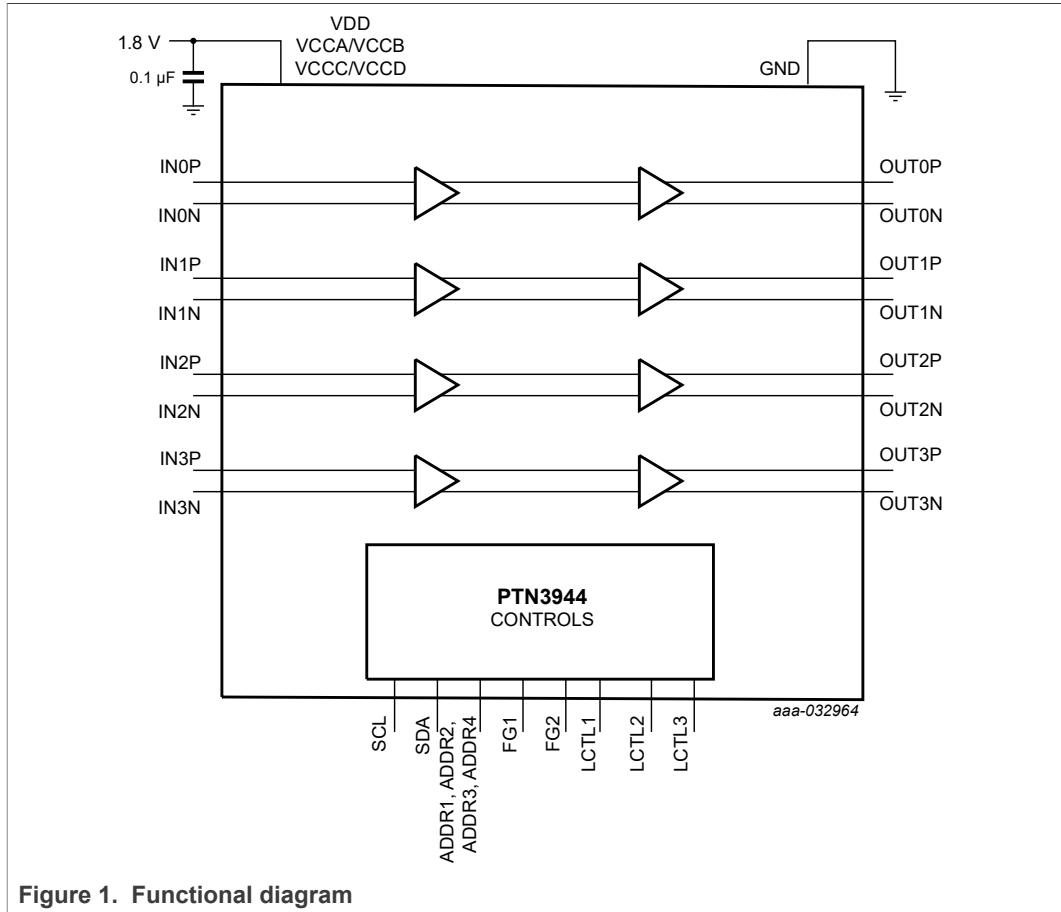 VDD
1.8 V
VCCA/VCCB
VCCC/VCCD
GND
0.1 µF
IN0P
OUT0P
IN0N
OUT0N
IN1P
OUT1P
IN1N
OUT1N
IN2P
OUT2P
IN2N
OUT2N
IN3P
OUT3P
IN3N
OUT3N
PTN3944
CONTROLS
aaa-032964
SCL
SDA
ADDR1, ADDR2,
ADDR3, ADDR4
FG1
FG2
LCTL1
LCTL2
LCTL3
Figure 1. Functional diagram